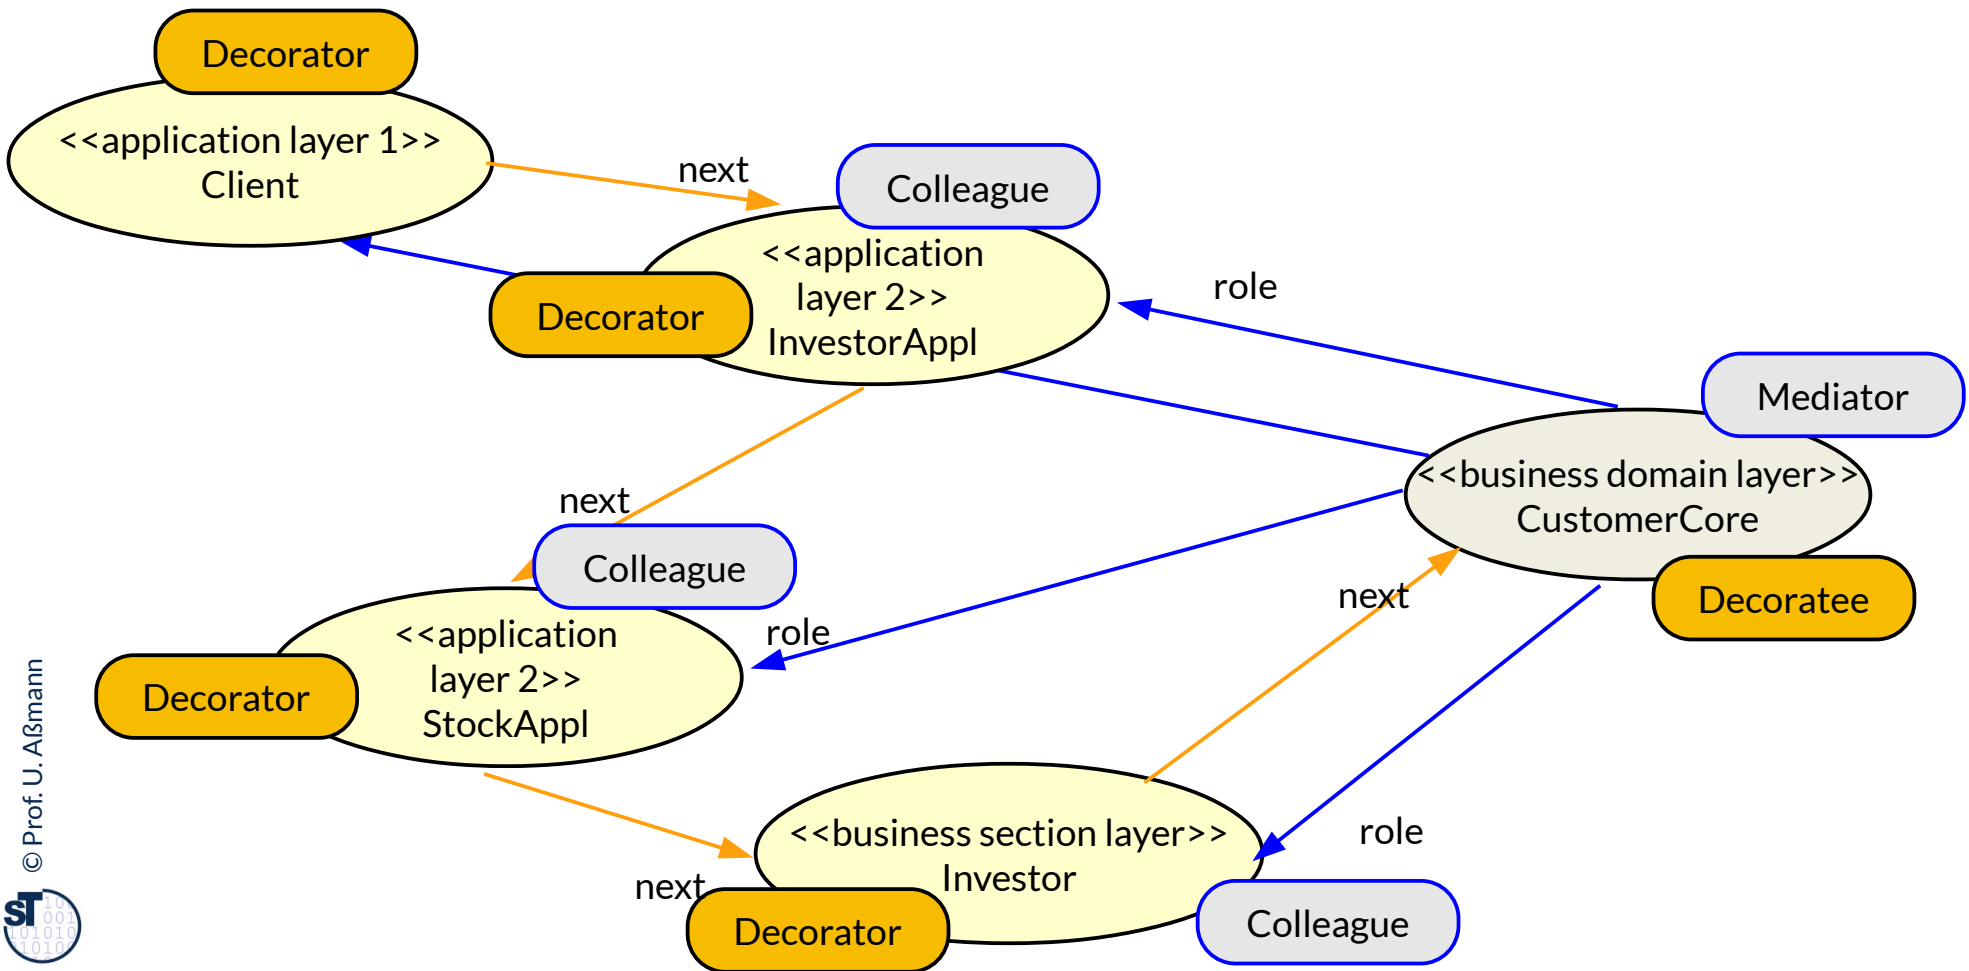 Decorator
<<application layer 1>>
Client
next
Colleague
<<application
layer 2>>
InvestorAppl
Decorator
role
Mediator
<<business domain layer>>
CustomerCore
Decoratee
next
next
Colleague
<<application
layer 2>>
StockAppl
role
Decorator
<<business section layer>>
Investor
role
next
Decorator
Colleague
© Prof. U. Aßmann
ST